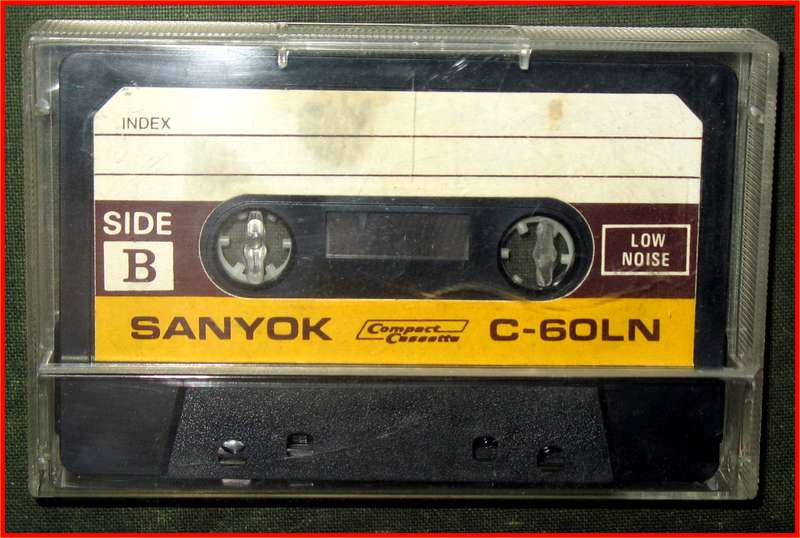 INDEX
SIDE
B
LOW
NOISE
SANYOK Compact Cassette C-60LN